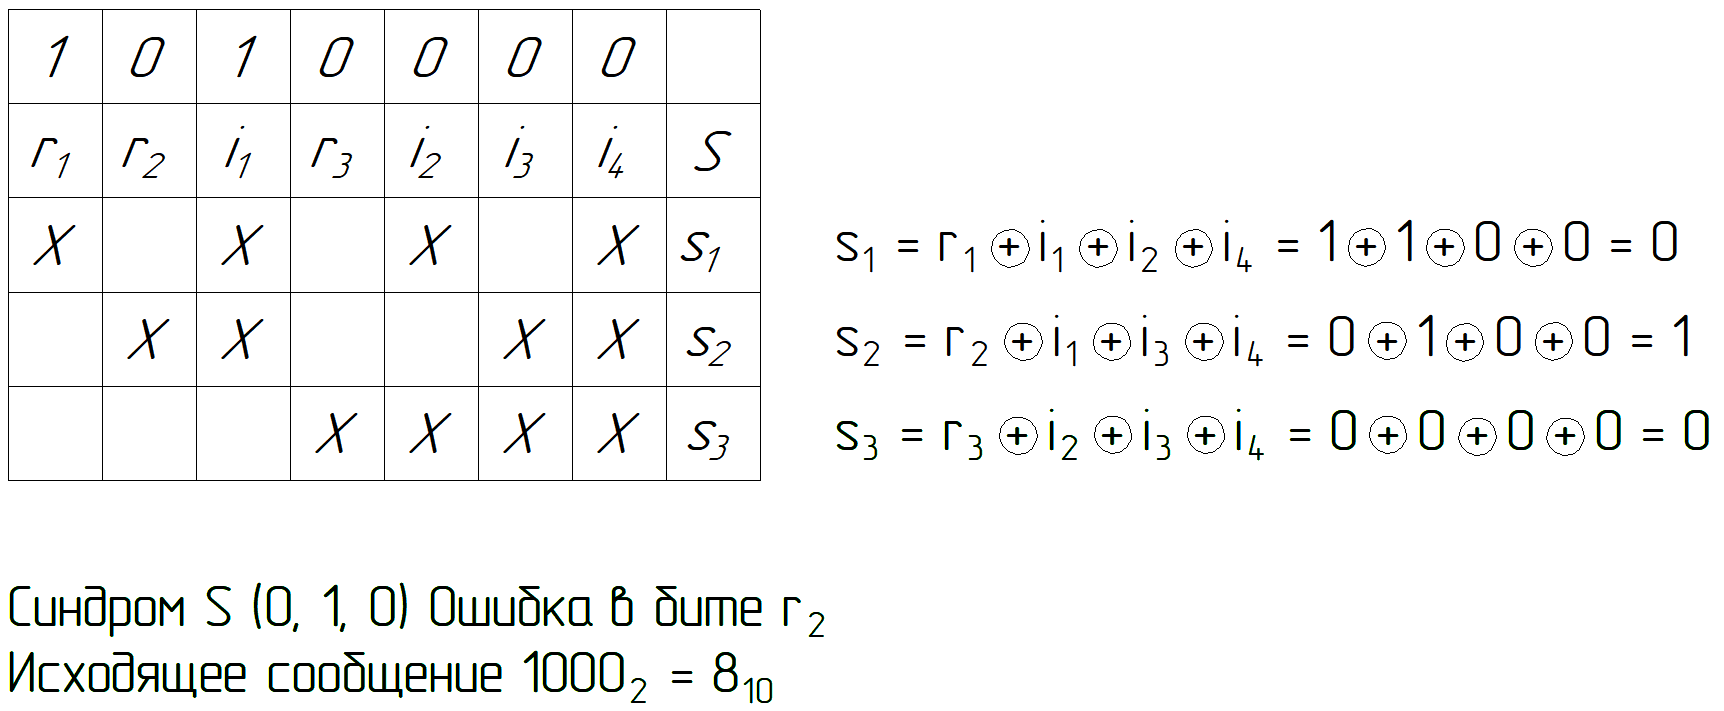 1 0 1 0 0 0 0
r₁ r₂ i₁ r₃ i₂ i₃ i₄ S
X X X X s₁
X X X X s₂
X X X X s₃
s₁ = r₁ ⊕ i₁ ⊕ i₂ ⊕ i₄ = 1 ⊕ 1 ⊕ 0 ⊕ 0 = 0
s₂ = r₂ ⊕ i₁ ⊕ i₃ ⊕ i₄ = 0 ⊕ 1 ⊕ 0 ⊕ 0 = 1
s₃ = r₃ ⊕ i₂ ⊕ i₃ ⊕ i₄ = 0 ⊕ 0 ⊕ 0 ⊕ 0 = 0
Синдром S (0, 1, 0) Ошибка в бите r₂
Исходящее сообщение 1000₂ = 8₁₀